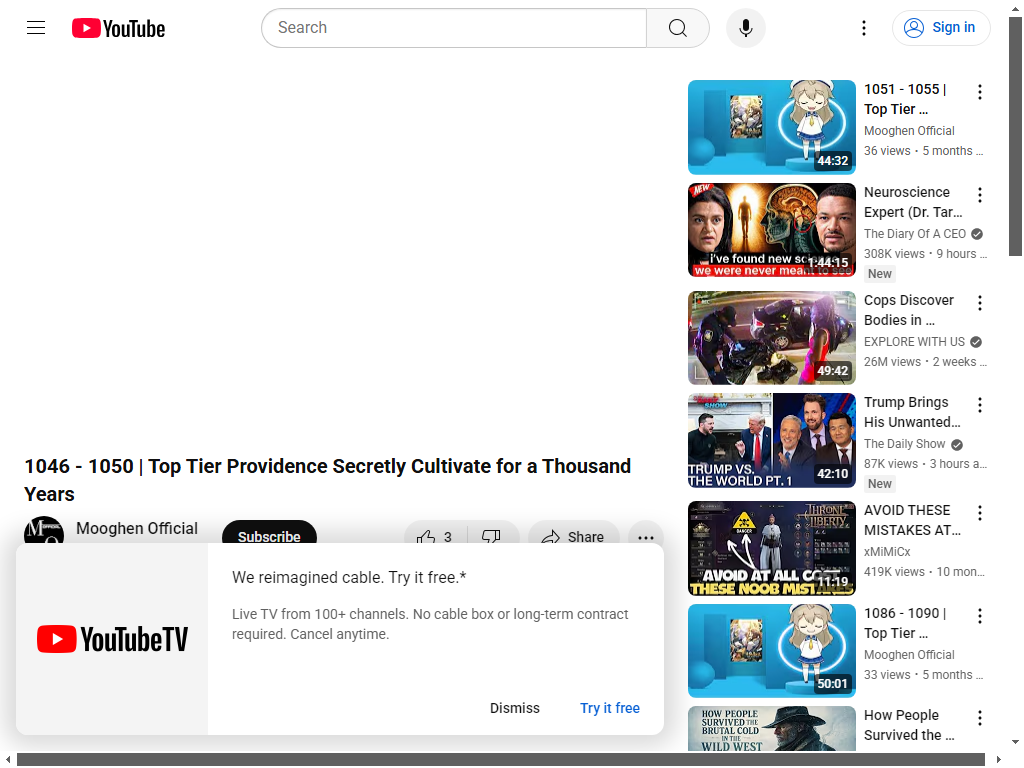 YouTube
Search
Sign in
1051 - 1055 |
Top Tier ...
Mooghen Official
36 views • 5 months ...
44:32
Neuroscience
Expert (Dr. Tar...
The Diary Of A CEO
308K views • 9 hours ...
New
NEW
i've found new
we were never meant to see
1:44:15
Cops Discover
Bodies in ...
EXPLORE WITH US
26M views • 2 weeks ...
49:42
Trump Brings
His Unwanted...
The Daily Show
87K views • 3 hours a...
New
TRUMP VS.
THE WORLD PT. 1
42:10
AVOID THESE
MISTAKES AT...
xMiMiCx
419K views • 10 mon...
DANGER
THRONE
LIBERTY
AVOID AT ALL COST
THESE NOOB MISTAKES
11:19
1086 - 1090 |
Top Tier ...
Mooghen Official
33 views • 5 months ...
50:01
How People
Survived the ...
HOW PEOPLE
SURVIVED THE
BRUTAL COLD
IN THE
WILD WEST
1046 - 1050 | Top Tier Providence Secretly Cultivate for a Thousand
Years
Mooghen Official
Subscribe
3
Share
YouTubeTV
We reimagined cable. Try it free.*
Live TV from 100+ channels. No cable box or long-term contract
required. Cancel anytime.
Dismiss
Try it free